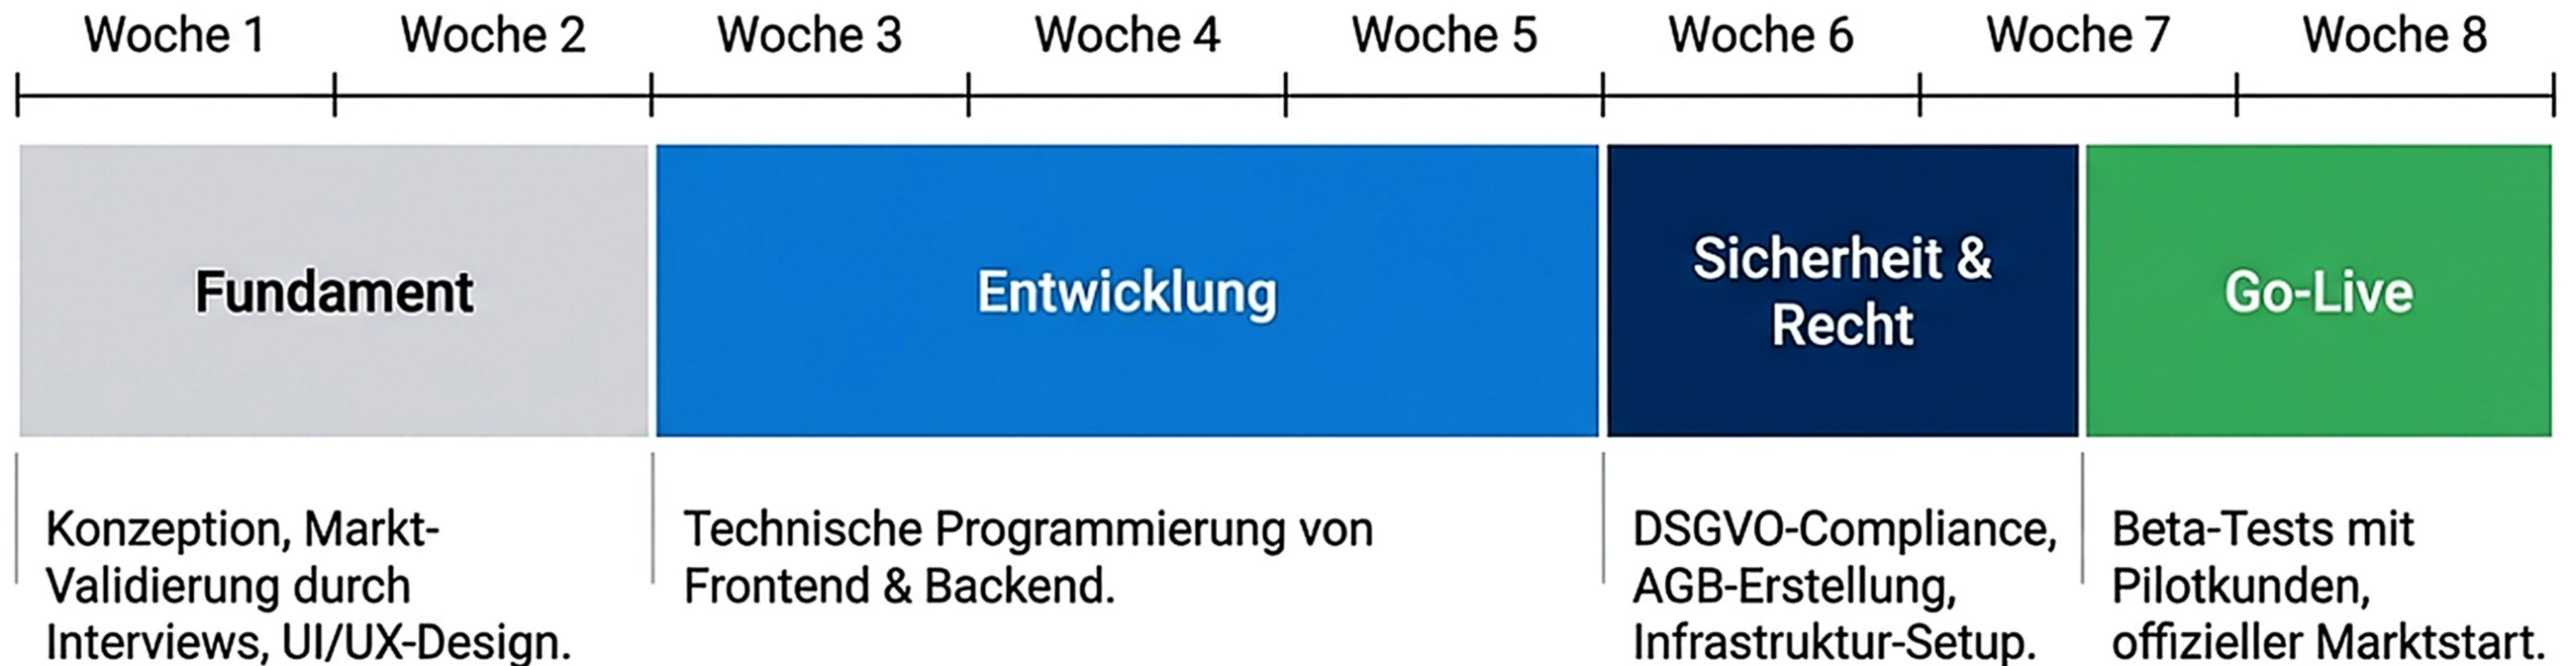 Woche 1 Woche 2 Woche 3 Woche 4 Woche 5 Woche 6 Woche 7 Woche 8
Fundament
Entwicklung
Sicherheit &
Recht
Go-Live
Konzeption, Markt-
Validierung durch
Interviews, UI/UX-Design.
Technische Programmierung von
Frontend & Backend.
DSGVO-Compliance,
AGB-Erstellung,
Infrastruktur-Setup.
Beta-Tests mit
Pilotkunden,
offizieller Marktstart.